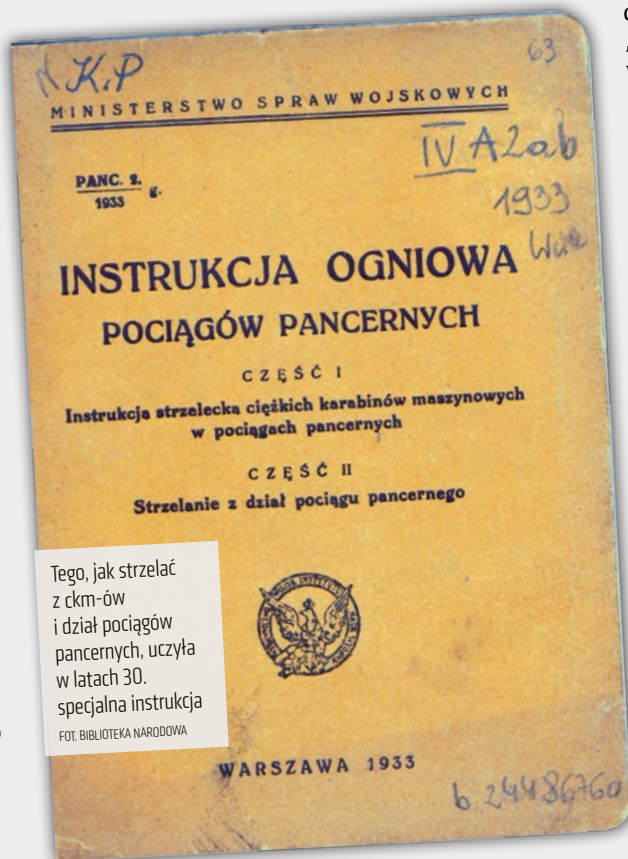 K.P
63
MINISTERSTWO SPRAW WOJSKOWYCH
IV A2ab
PANC. 2.
1933 g.
1933
INSTRUKCJA OGNIOWA
POCIĄGÓW PANCERNYCH
CZĘŚĆ I
Instrukcja strzelecka ciężkich karabinów maszynowych
w pociągach pancernych
CZĘŚĆ II
Strzelanie z dział pociągu pancernego
Tego, jak strzelać
z ckm-ów
i dział pociągów
pancernych, uczyła
w latach 30.
specjalna instrukcja
FOT. BIBLIOTEKA NARODOWA
WARSZAWA 1933
b 24486760